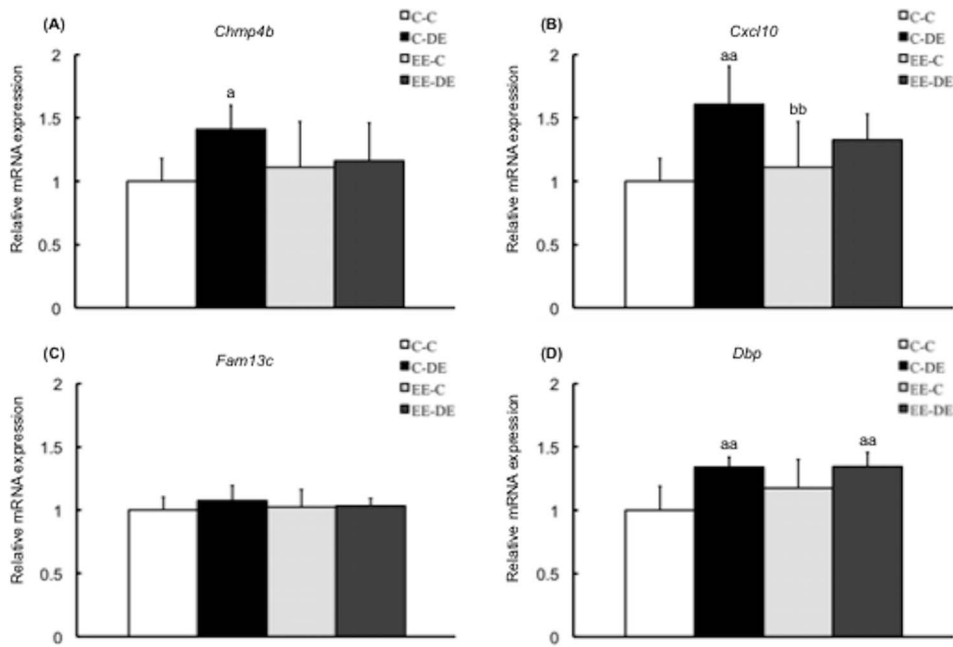 (A)
Chmp4b
C-C
C-DE
EE-C
EE-DE
Relative mRNA expression
2
1.5
1
0.5
0
a
(B)
Cxcl10
C-C
C-DE
EE-C
EE-DE
Relative mRNA expression
2
1.5
1
0.5
0
aa
bb
(C)
Fam13c
C-C
C-DE
EE-C
EE-DE
Relative mRNA expression
2
1.5
1
0.5
0
(D)
Dbp
C-C
C-DE
EE-C
EE-DE
Relative mRNA expression
2
1.5
1
0.5
0
aa
aa